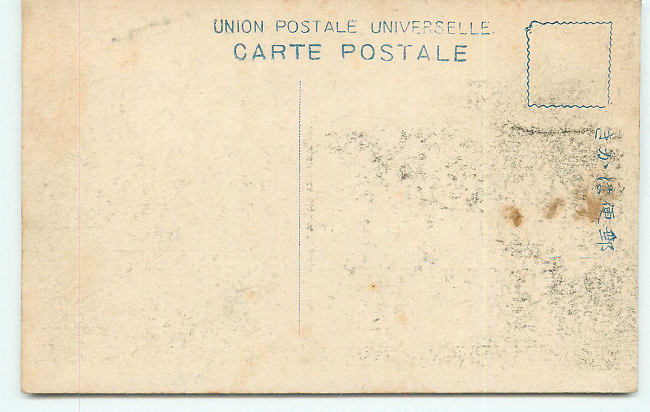 UNION POSTALE UNIVERSELLE.
CARTE POSTALE
郵便はかき